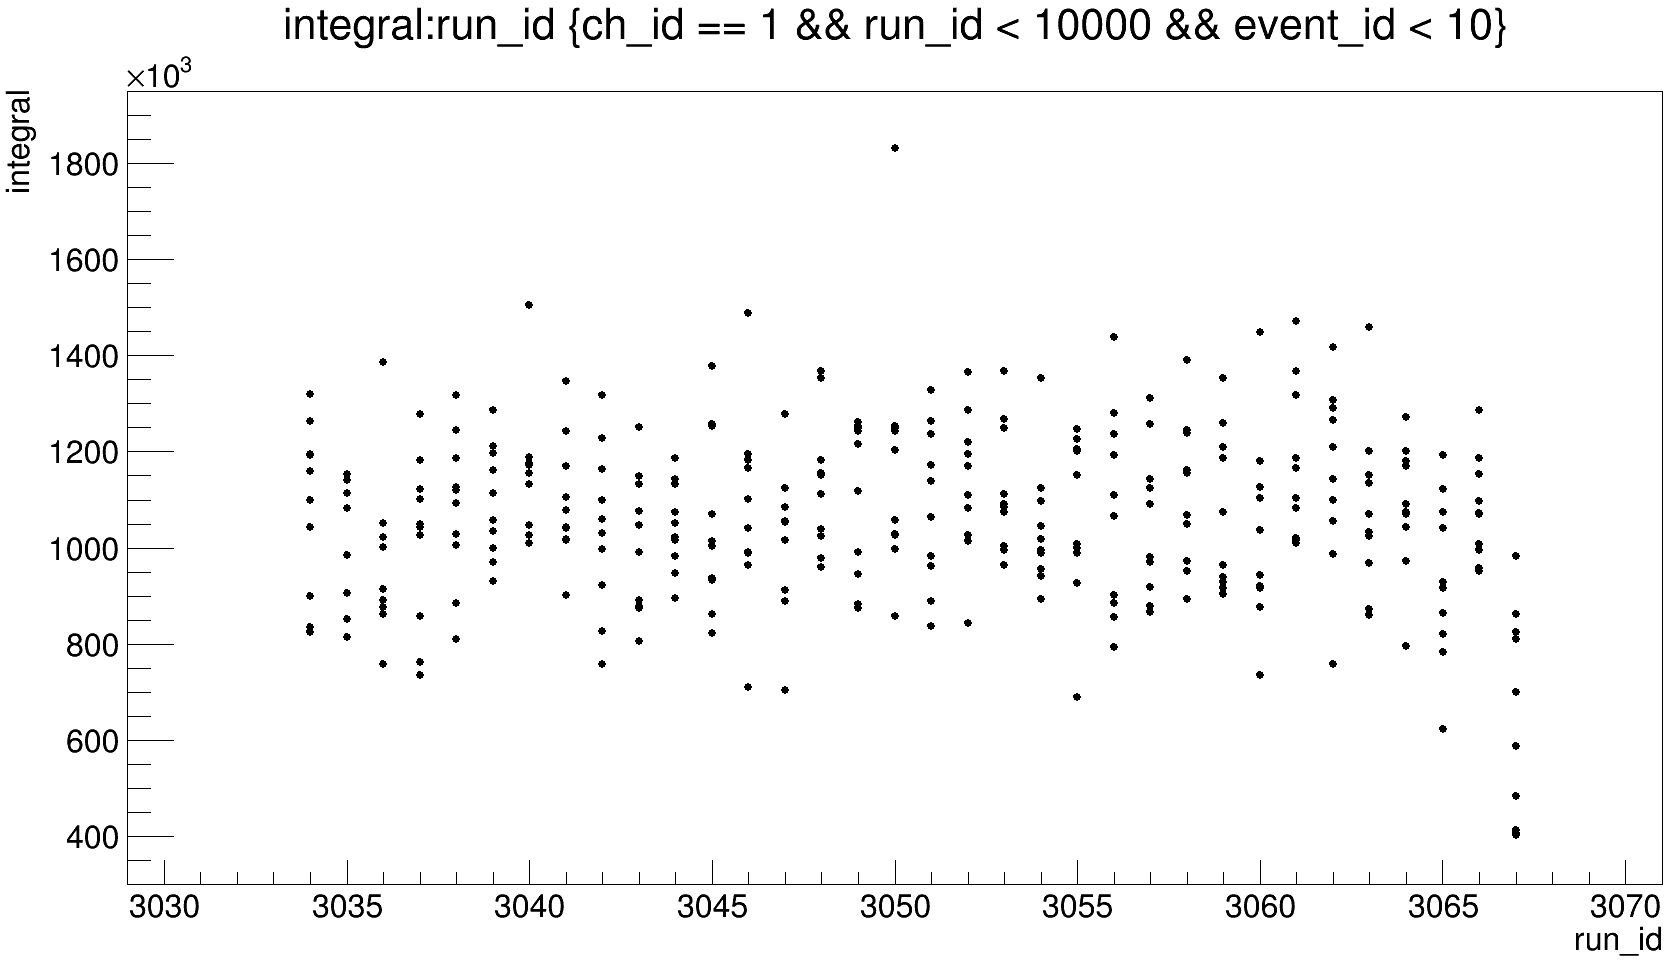 integral:run_id {ch_id == 1 && run_id < 10000 && event_id < 10}
×10³
integral
1800
1600
1400
1200
1000
800
600
400
3030 3035 3040 3045 3050 3055 3060 3065 3070
run_id